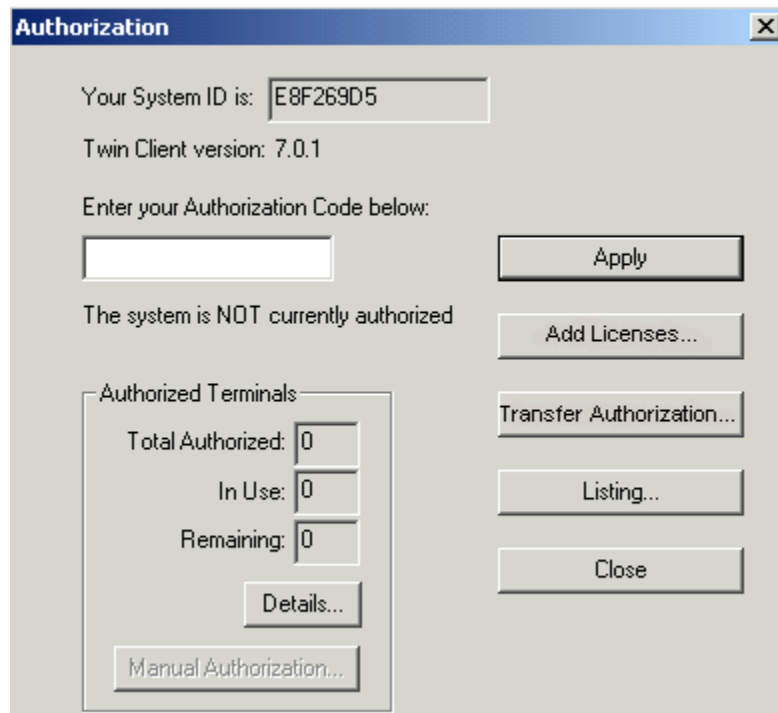 Authorization
Your System ID is: E8F269D5
Twin Client version: 7.0.1
Enter your Authorization Code below:
Apply
The system is NOT currently authorized
Add Licenses...
Authorized Terminals
Transfer Authorization...
Total Authorized: 0
In Use: 0
Listing...
Remaining: 0
Close
Details...
Manual Authorization...